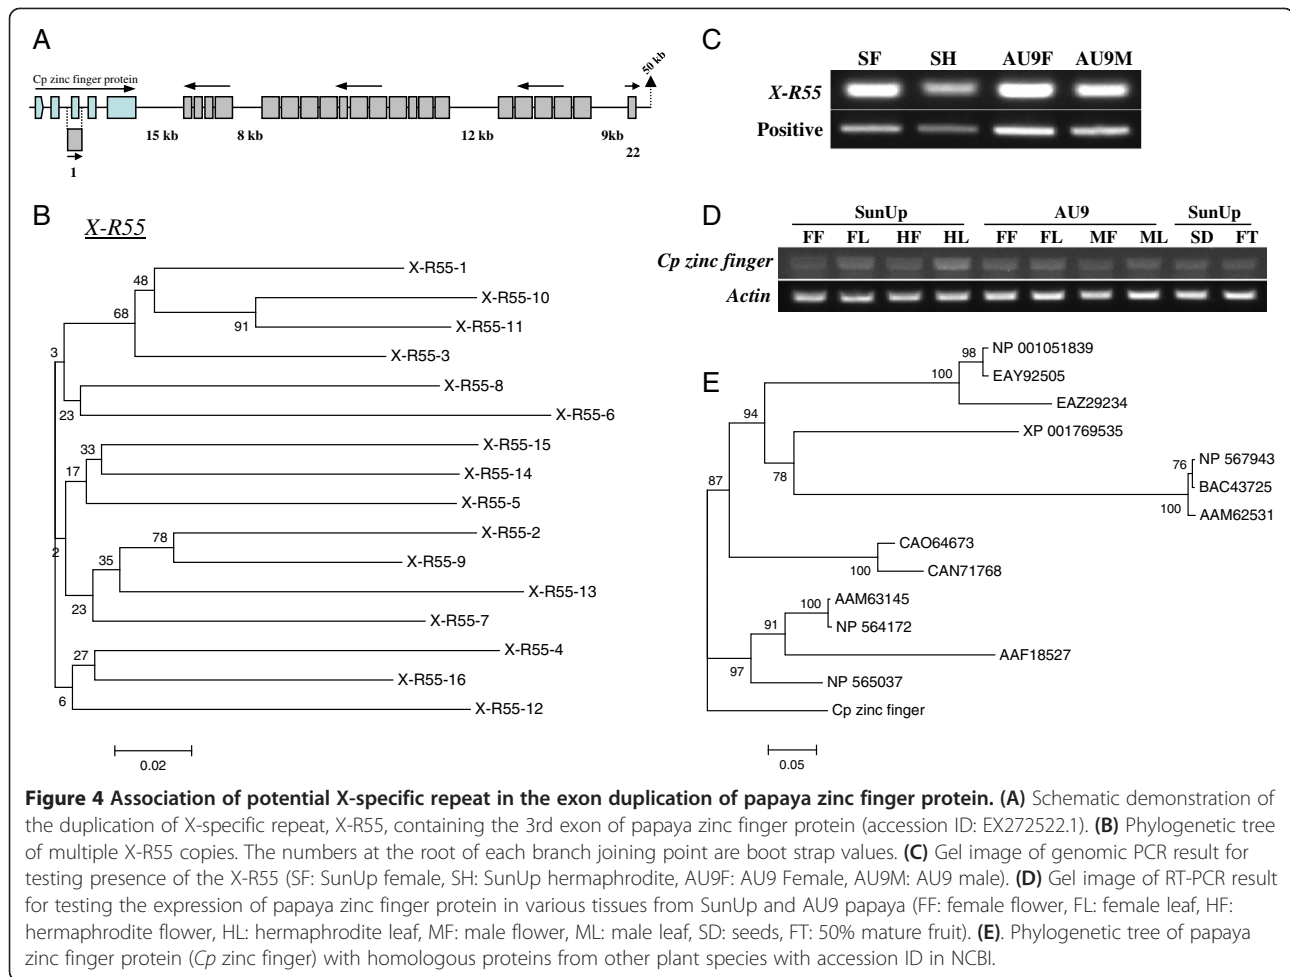 A
Cp zinc finger protein
50 kb
15 kb
8 kb
12 kb
9kb
22
1
B
X-R55
X-R55-1
48
X-R55-10
91
X-R55-11
68
X-R55-3
3
X-R55-8
23
X-R55-6
X-R55-15
33
X-R55-14
17
X-R55-5
2
X-R55-2
78
X-R55-9
35
X-R55-13
23
X-R55-7
X-R55-4
27
X-R55-16
6
X-R55-12
0.02
C
SF SH AU9F AU9M
X-R55
Positive
D
SunUp AU9 SunUp
FF FL HF HL FF FL MF ML SD FT
Cp zinc finger
Actin
E
NP 001051839
98
EAY92505
100
EAZ29234
94
XP 001769535
78
NP 567943
76
BAC43725
100
AAM62531
87
CAO64673
100
CAN71768
AAM63145
100
NP 564172
91
AAF18527
97
NP 565037
Cp zinc finger
0.05
Figure 4 Association of potential X-specific repeat in the exon duplication of papaya zinc finger protein. (A) Schematic demonstration of
the duplication of X-specific repeat, X-R55, containing the 3rd exon of papaya zinc finger protein (accession ID: EX272522.1). (B) Phylogenetic tree
of multiple X-R55 copies. The numbers at the root of each branch joining point are boot strap values. (C) Gel image of genomic PCR result for
testing presence of the X-R55 (SF: SunUp female, SH: SunUp hermaphrodite, AU9F: AU9 Female, AU9M: AU9 male). (D) Gel image of RT-PCR result
for testing the expression of papaya zinc finger protein in various tissues from SunUp and AU9 papaya (FF: female flower, FL: female leaf, HF:
hermaphrodite flower, HL: hermaphrodite leaf, MF: male flower, ML: male leaf, SD: seeds, FT: 50% mature fruit). (E). Phylogenetic tree of papaya
zinc finger protein (Cp zinc finger) with homologous proteins from other plant species with accession ID in NCBI.